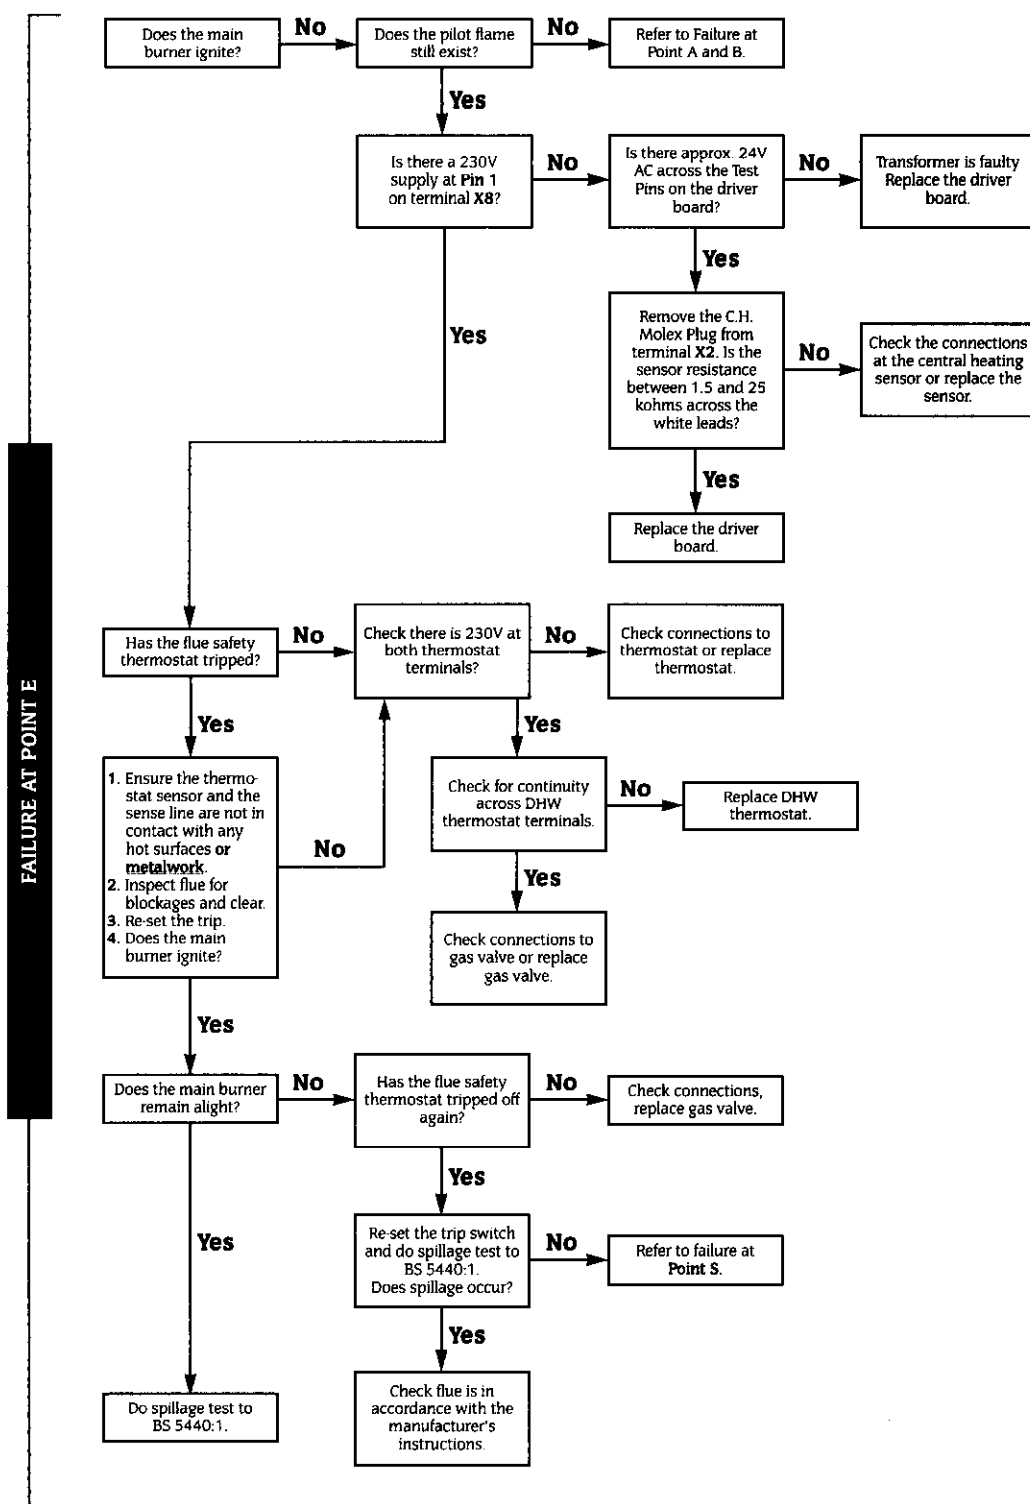 Does the main
burner ignite?
No
Does the pilot flame
still exist?
No
Refer to Failure at
Point A and B.
Yes
Is there a 230V
supply at Pin 1
on terminal X8?
No
Is there approx. 24V
AC across the Test
Pins on the driver
board?
No
Transformer is faulty
Replace the driver
board.
Yes
Yes
Remove the C.H.
Molex Plug from
terminal X2. Is the
sensor resistance
between 1.5 and 25
kohms across the
white leads?
No
Check the connections
at the central heating
sensor or replace the
sensor.
Yes
Replace the driver
board.
FAILURE AT POINT E
Has the flue safety
thermostat tripped?
No
Check there is 230V at
both thermostat
terminals?
No
Check connections to
thermostat or replace
thermostat.
Yes
Yes
1. Ensure the thermo-
stat sensor and the
sense line are not in
contact with any
hot surfaces or
metalwork.
2. Inspect flue for
blockages and clear.
3. Re-set the trip.
4. Does the main
burner ignite?
No
Check for continuity
across DHW
thermostat terminals.
No
Replace DHW
thermostat.
Yes
Check connections to
gas valve or replace
gas valve.
Yes
Does the main burner
remain alight?
No
Has the flue safety
thermostat tripped off
again?
No
Check connections,
replace gas valve.
Yes
Yes
Re-set the trip switch
and do spillage test to
BS 5440:1.
Does spillage occur?
No
Refer to failure at
Point S.
Yes
Do spillage test to
BS 5440:1.
Check flue is in
accordance with the
manufacturer's
instructions.